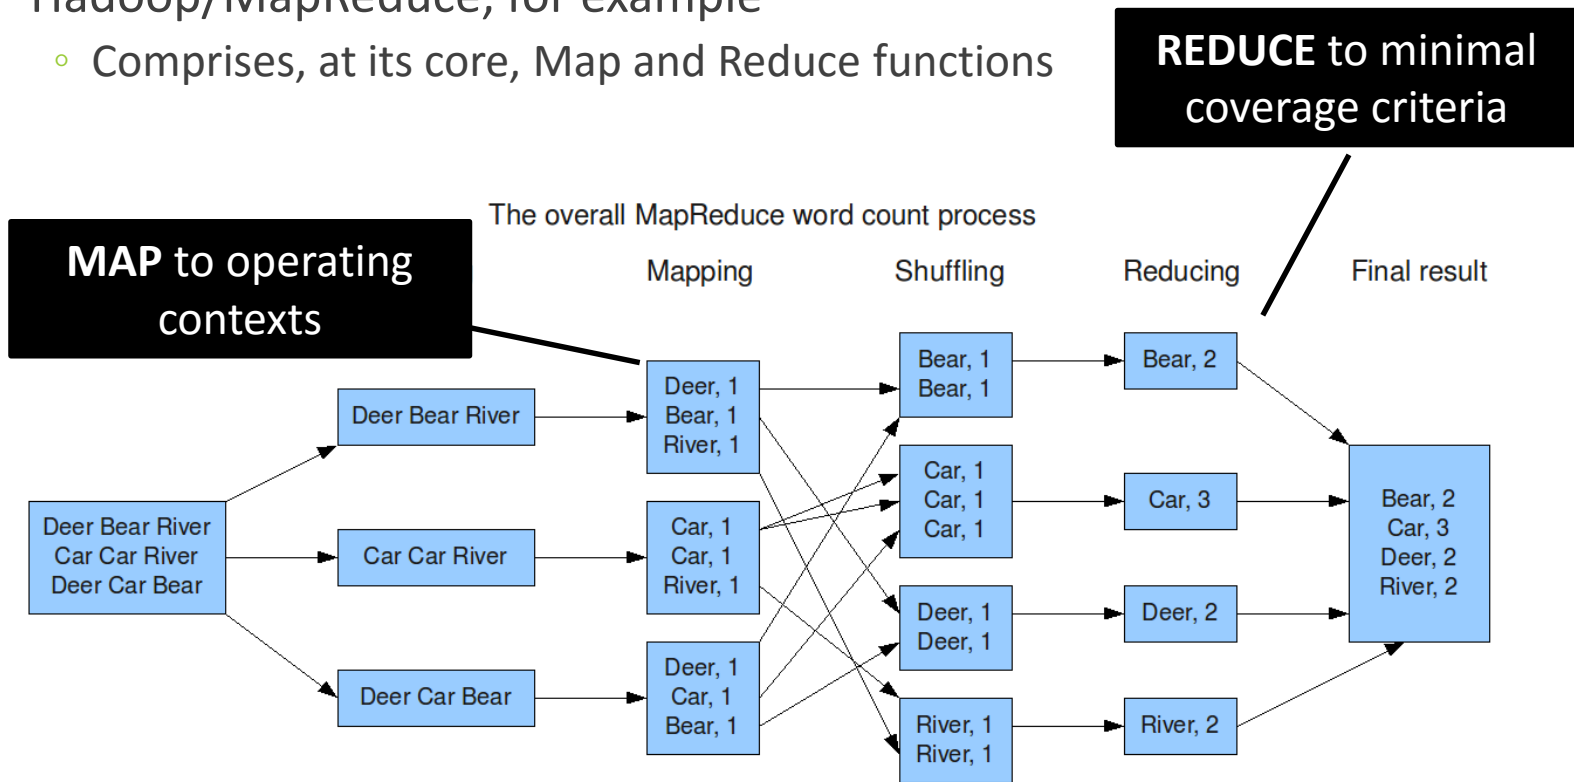 Hadoop/MapReduce, for example
◦ Comprises, at its core, Map and Reduce functions
REDUCE to minimal
coverage criteria
The overall MapReduce word count process
MAP to operating
contexts
Mapping
Shuffling
Reducing
Final result
Deer Bear River
Car Car River
Deer Car Bear
Deer Bear River
Car Car River
Deer Car Bear
Deer, 1
Bear, 1
River, 1
Car, 1
Car, 1
River, 1
Deer, 1
Car, 1
Bear, 1
Bear, 1
Bear, 1
Car, 1
Car, 1
Car, 1
Deer, 1
Deer, 1
River, 1
River, 1
Bear, 2
Car, 3
Deer, 2
River, 2
Bear, 2
Car, 3
Deer, 2
River, 2